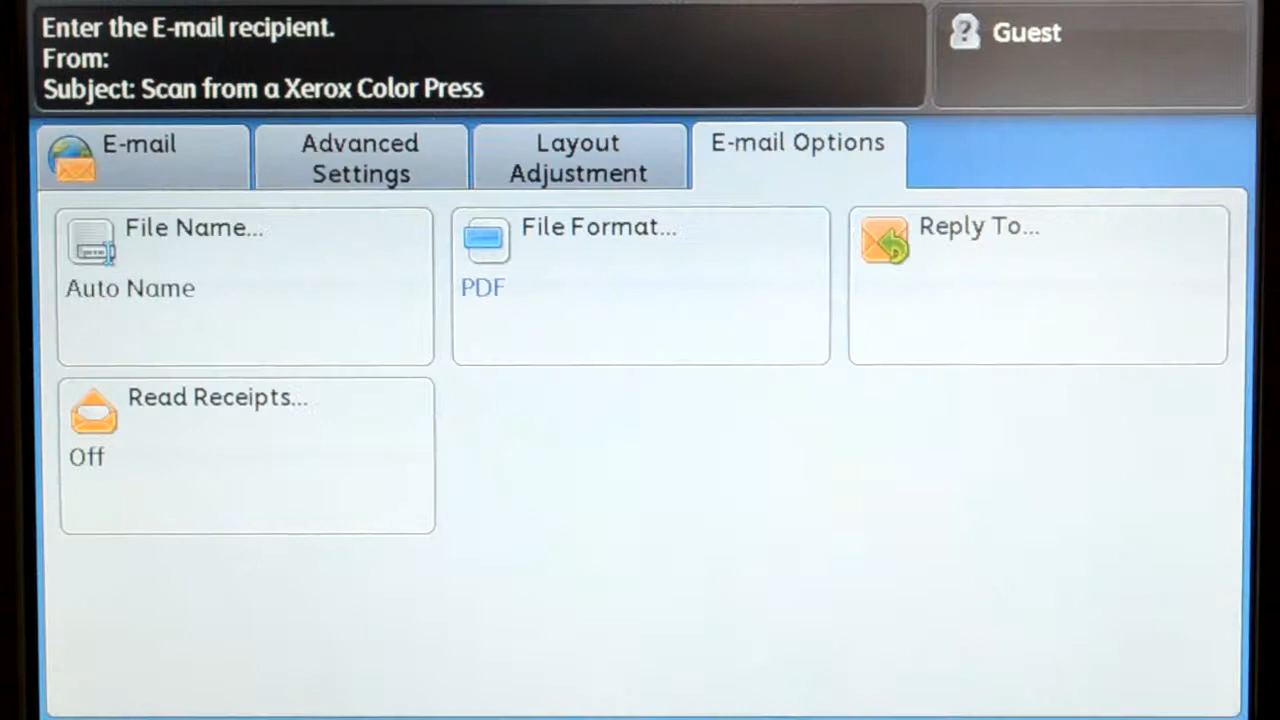 Enter the E-mail recipient.
From:
Subject: Scan from a Xerox Color Press
Guest
E-mail
Advanced
Settings
Layout
Adjustment
E-mail Options
File Name...
Auto Name
File Format...
PDF
Reply To...
Read Receipts...
Off